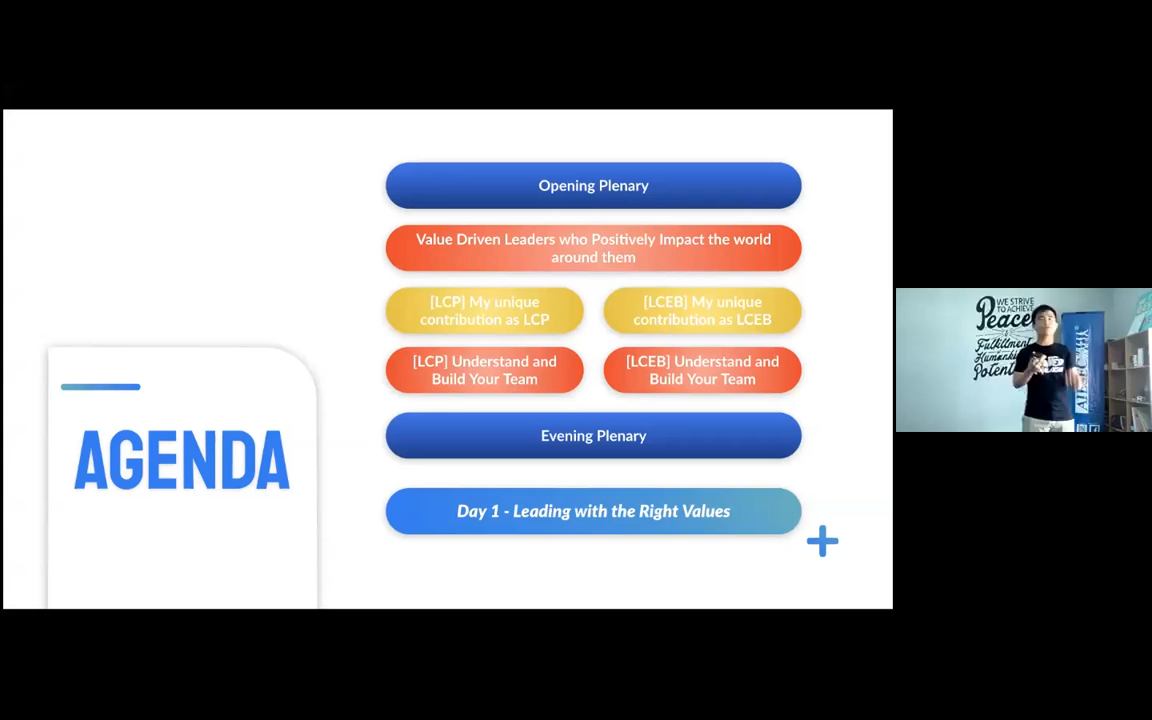 Opening Plenary
Value Driven Leaders who Positively Impact the world
around them
[LCP] My unique
contribution as LCP
[LCEB] My unique
contribution as LCEB
[LCP] Understand and
Build Your Team
[LCEB] Understand and
Build Your Team
Evening Plenary
Day 1 - Leading with the Right Values
AGENDA
WE STRIVE
TO ACHIEVE
Peace
Fulfillment
of Humankind
Potential